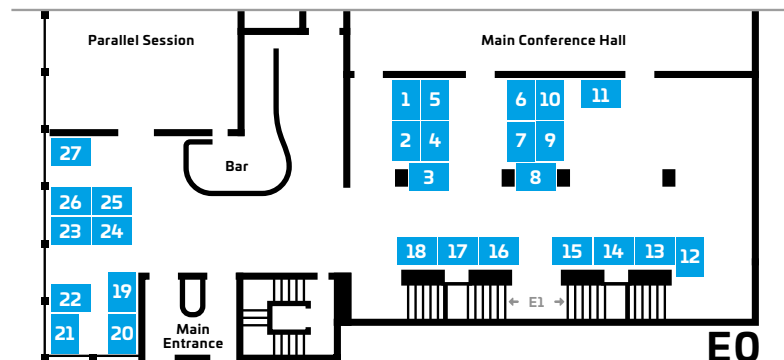 Parallel Session
Main Conference Hall
1 5
6 10
11
2 4
7 9
27
Bar
3
8
26 25
23 24
18 17 16
15 14 13 12
22
19
E1
21
20
Main
Entrance
E0